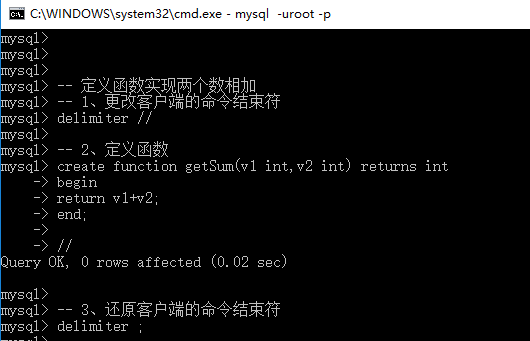 C:\WINDOWS\system32\cmd.exe - mysql  -uroot -p
mysql>
mysql>
mysql>
mysql> -- 定义函数实现两个数相加
mysql> -- 1、更改客户端的命令结束符
mysql> delimiter //
mysql>
mysql> -- 2、定义函数
mysql> create function getSum(v1 int,v2 int) returns int
    -> begin
    -> return v1+v2;
    -> end;
    ->
    -> //
Query OK, 0 rows affected (0.02 sec)
mysql>
mysql> -- 3、还原客户端的命令结束符
mysql> delimiter ;